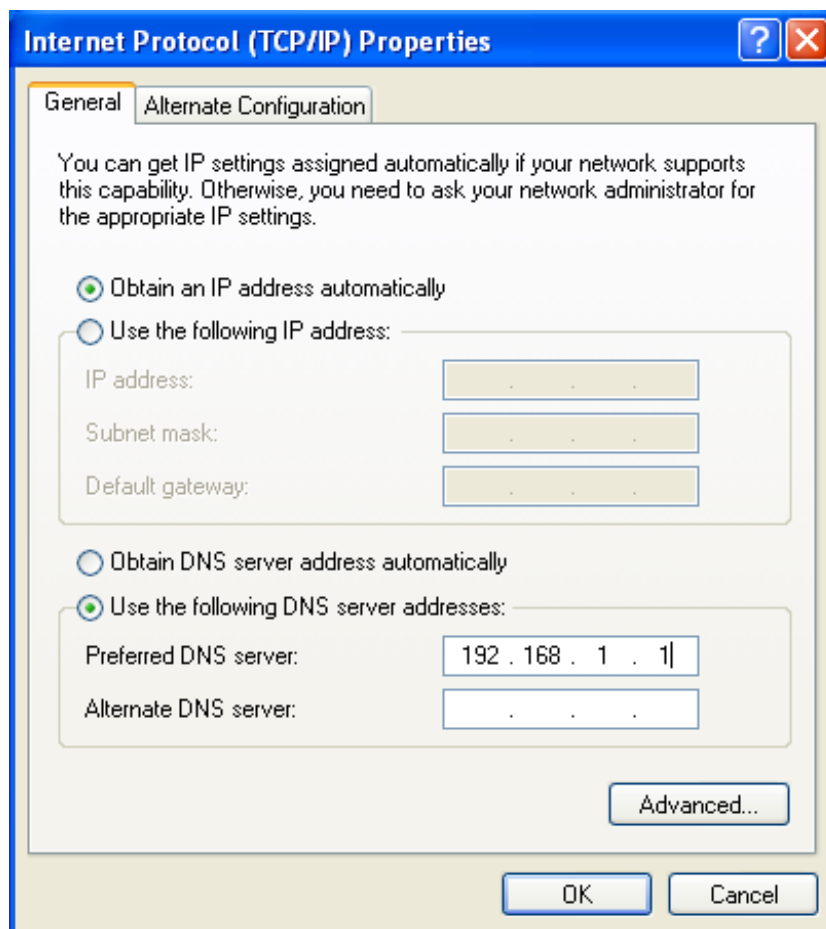 Internet Protocol (TCP/IP) Properties
General
Alternate Configuration
You can get IP settings assigned automatically if your network supports
this capability. Otherwise, you need to ask your network administrator for
the appropriate IP settings.
Obtain an IP address automatically
Use the following IP address:
IP address: . . .
Subnet mask: . . .
Default gateway: . . .
Obtain DNS server address automatically
Use the following DNS server addresses:
Preferred DNS server: 192 . 168 . 1 . 1
Alternate DNS server: . . .
Advanced...
OK Cancel